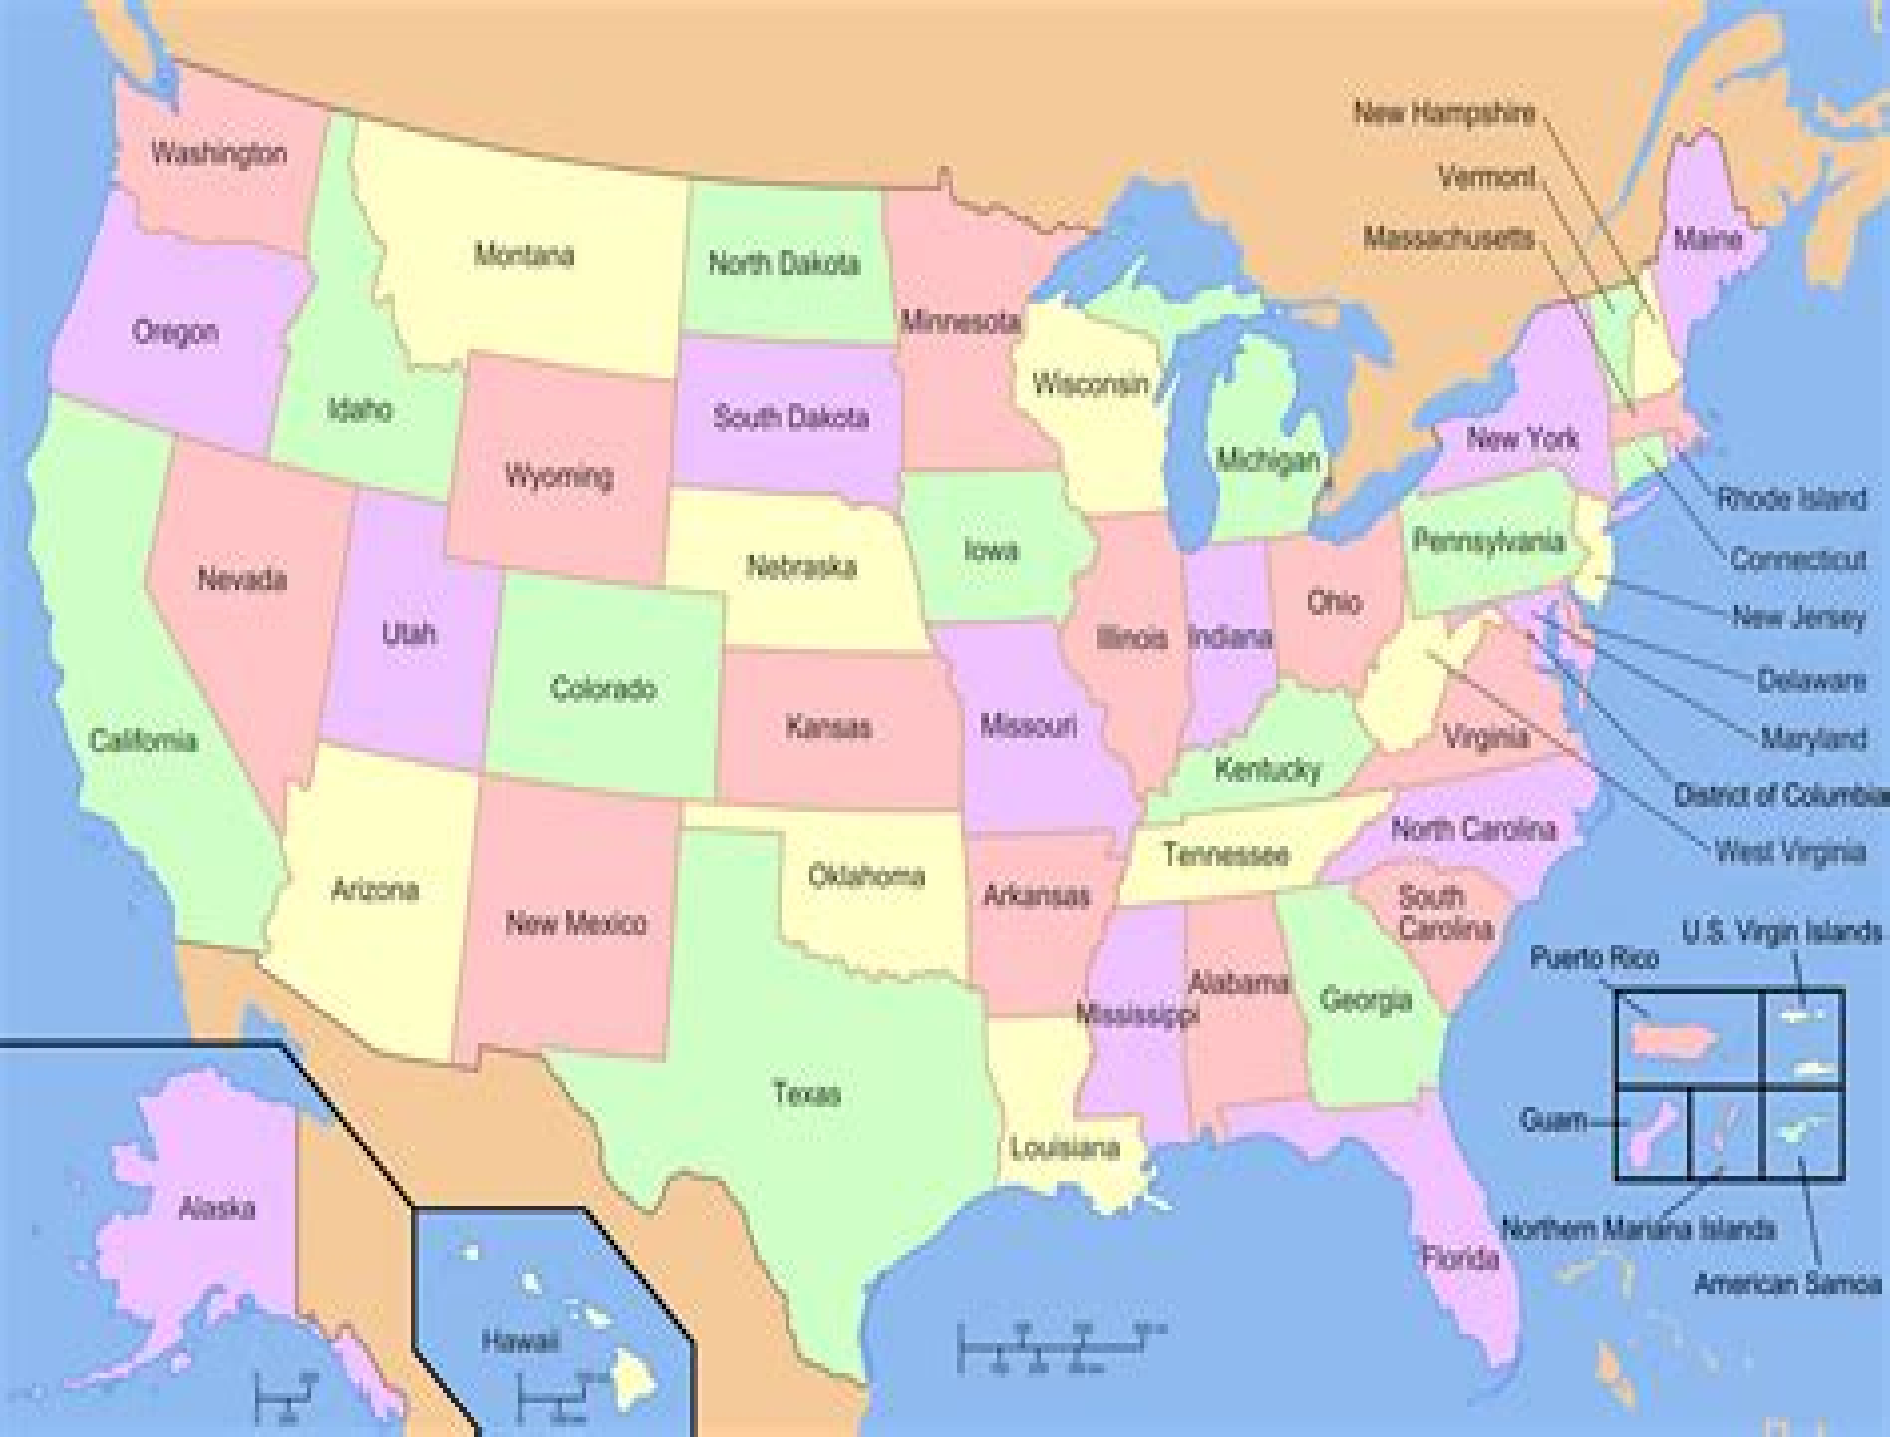 New Hampshire
Washington
Vermont
Massachusetts
Maine
Montana
North Dakota
Minnesota
Oregon
Idaho
Wisconsin
South Dakota
New York
Michigan
Wyoming
Rhode Island
Pennsylvania
Iowa
Connecticut
Nebraska
Nevada
Ohio
New Jersey
Utah
Illinois
Indiana
Delaware
Colorado
Kansas
Missouri
Virginia
Maryland
California
Kentucky
District of Columbia
North Carolina
Tennessee
West Virginia
Oklahoma
Arizona
Arkansas
South
Carolina
New Mexico
U.S. Virgin Islands
Puerto Rico
Alabama
Georgia
Mississippi
Texas
Guam
Louisiana
Alaska
Northern Mariana Islands
Florida
American Samoa
Hawaii